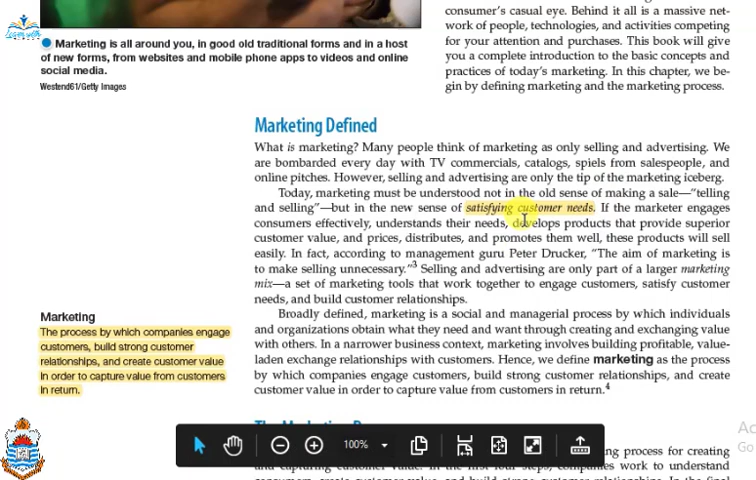 consumer's casual eye. Behind it all is a massive net-
work of people, technologies, and activities competing
for your attention and purchases. This book will give
you a complete introduction to the basic concepts and
practices of today's marketing. In this chapter, we be-
gin by defining marketing and the marketing process.
Marketing is all around you, in good old traditional forms and in a host
of new forms, from websites and mobile phone apps to videos and online
social media.
Westend61/Getty Images
Marketing Defined
What is marketing? Many people think of marketing as only selling and advertising. We
are bombarded every day with TV commercials, catalogs, spiels from salespeople, and
online pitches. However, selling and advertising are only the tip of the marketing iceberg.
Today, marketing must be understood not in the old sense of making a sale—“telling
and selling”—but in the new sense of satisfying customer needs. If the marketer engages
consumers effectively, understands their needs, develops products that provide superior
customer value, and prices, distributes, and promotes them well, these products will sell
easily. In fact, according to management guru Peter Drucker, “The aim of marketing is
to make selling unnecessary.”3 Selling and advertising are only part of a larger marketing
mix—a set of marketing tools that work together to engage customers, satisfy customer
needs, and build customer relationships.
Broadly defined, marketing is a social and managerial process by which individuals
and organizations obtain what they need and want through creating and exchanging value
with others. In a narrower business context, marketing involves building profitable, value-
laden exchange relationships with customers. Hence, we define marketing as the process
by which companies engage customers, build strong customer relationships, and create
customer value in order to capture value from customers in return.4
Marketing
The process by which companies engage
customers, build strong customer
relationships, and create customer value
in order to capture value from customers
in return.
100%
ing process for creating
work to understand
Ac
Go